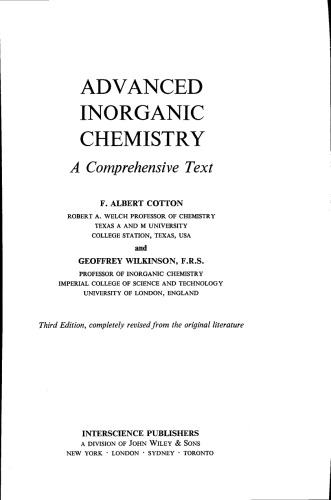 ADVANCED
INORGANIC
CHEMISTRY
A Comprehensive Text
F. ALBERT COTTON
ROBERT A. WELCH PROFESSOR OF CHEMISTRY
TEXAS A AND M UNIVERSITY
COLLEGE STATION, TEXAS, USA
and
GEOFFREY WILKINSON, F.R.S.
PROFESSOR OF INORGANIC CHEMISTRY
IMPERIAL COLLEGE OF SCIENCE AND TECHNOLOGY
UNIVERSITY OF LONDON, ENGLAND
Third Edition, completely revised from the original literature
INTERSCIENCE PUBLISHERS
A DIVISION OF JOHN WILEY & SONS
NEW YORK · LONDON · SYDNEY · TORONTO